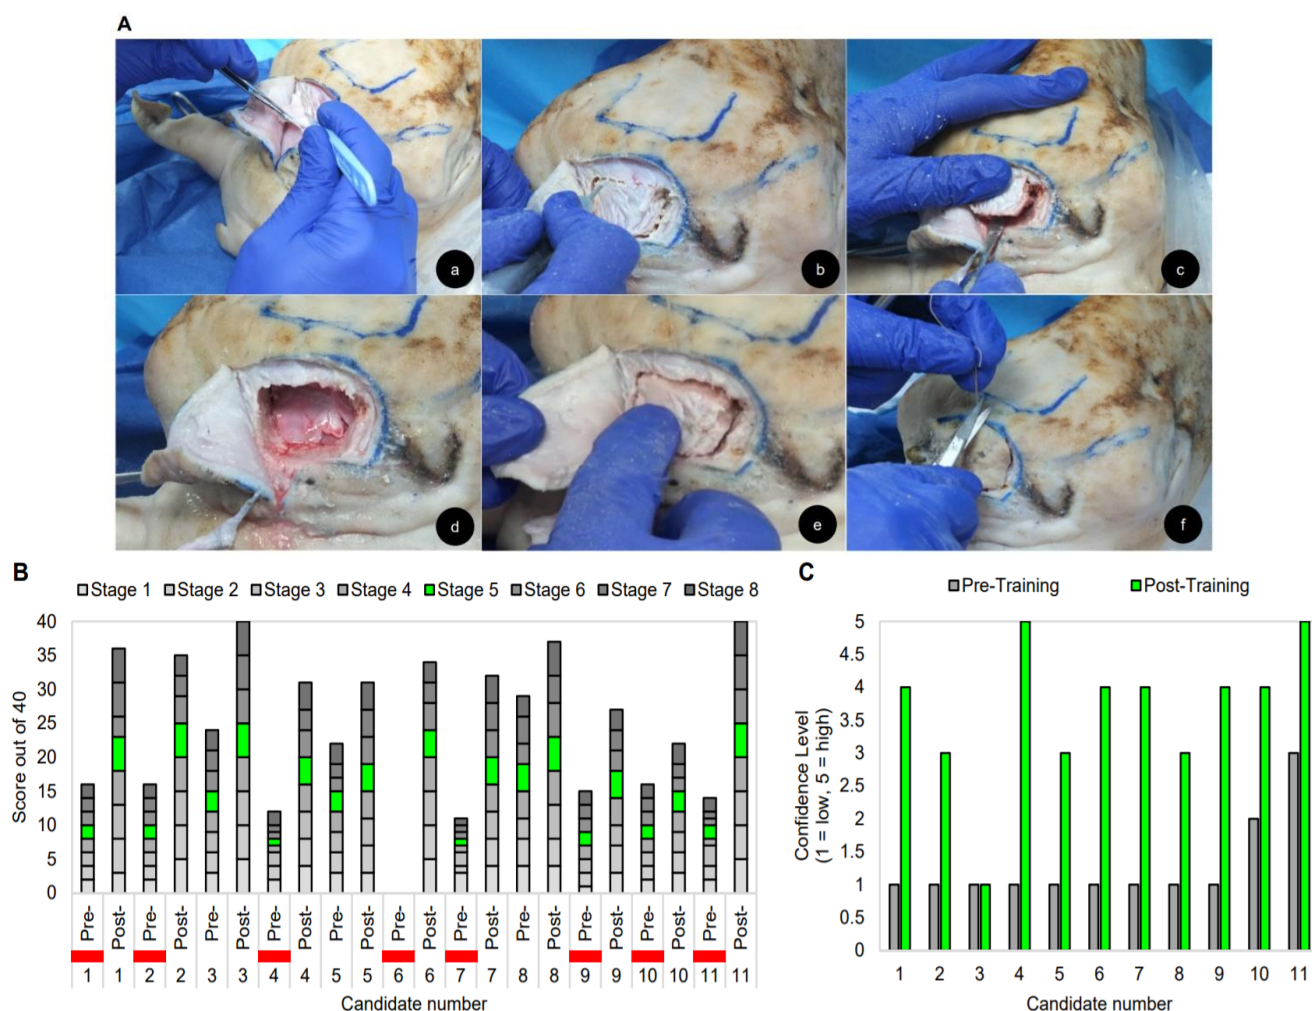 A
a
b
c
d
e
f
B
Stage 1 Stage 2 Stage 3 Stage 4 Stage 5 Stage 6 Stage 7 Stage 8
40
35
30
25
20
15
10
5
0
Score out of 40
Pre- Post- Pre- Post- Pre- Post- Pre- Post- Pre- Post- Pre- Post- Pre- Post- Pre- Post- Pre- Post- Pre- Post- Pre- Post-
1 1 2 2 3 3 4 4 5 5 6 6 7 7 8 8 9 9 10 10 11 11
Candidate number
C
Pre-Training Post-Training
5
4.5
4
3.5
3
2.5
2
1.5
1
0.5
0
Confidence Level
(1 = low, 5 = high)
1 2 3 4 5 6 7 8 9 10 11
Candidate number